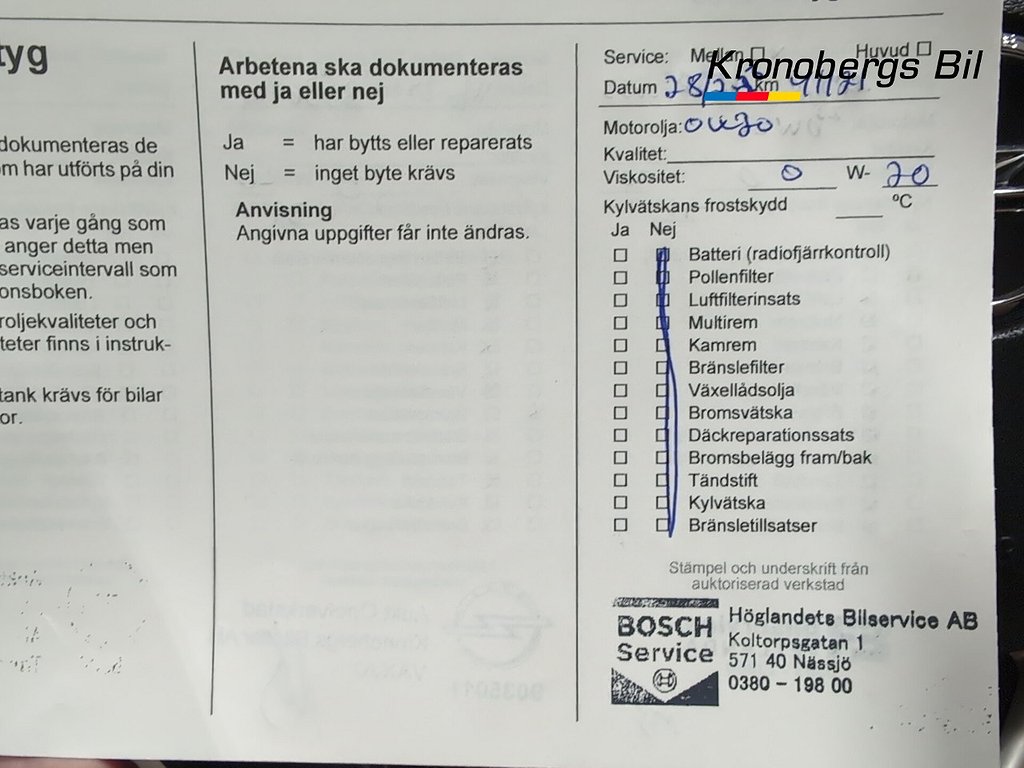 tyg
dokumenteras de
om har utförts på din
as varje gång som
anger detta men
serviceintervall som
onsboken.
roljekvaliteter och
teter finns i instruk-
tank krävs för bilar
or.
Arbetena ska dokumenteras
med ja eller nej
Ja = har bytts eller reparerats
Nej = inget byte krävs
Anvisning
Angivna uppgifter får inte ändras.
Service: Mellan Huvud
Kronobergs Bil
Datum km
Motorolja:
Kvalitet:
Viskositet: 0 W- 20
Kylvätskans frostskydd ºC
Ja Nej
Batteri (radiofjärrkontroll)
Pollenfilter
Luftfilterinsats
Multirem
Kamrem
Bränslefilter
Växellådsolja
Bromsvätska
Däckreparationssats
Bromsbelägg fram/bak
Tändstift
Kylvätska
Bränsletillsatser
Stämpel och underskrift från
auktoriserad verkstad
BOSCH
Service
Höglandets Bilservice AB
Koltorpsgatan 1
571 40 Nässjö
0380 - 198 00